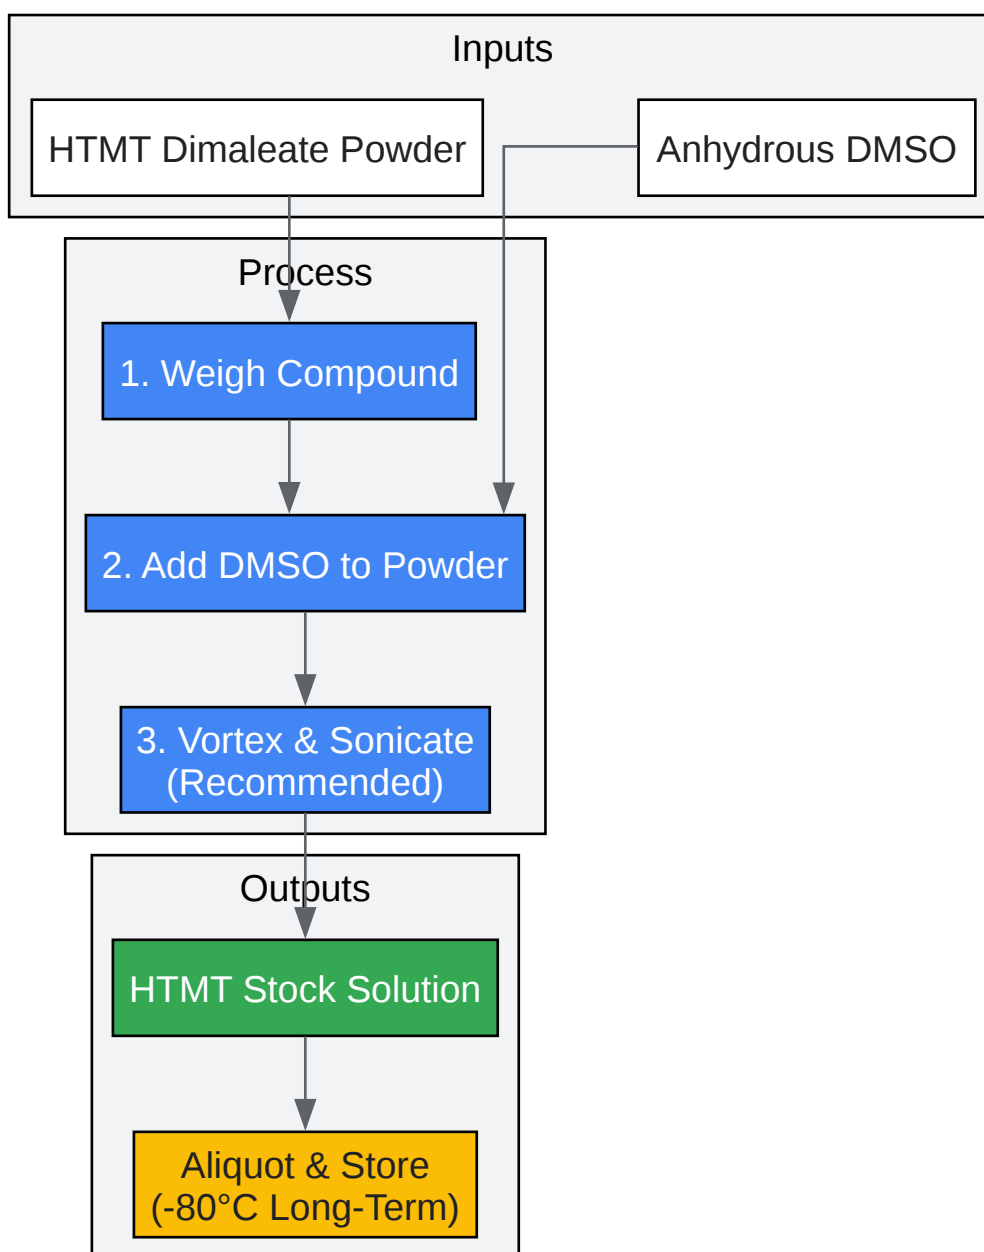 Inputs
HTMT Dimaleate Powder
Anhydrous DMSO
Process
1. Weigh Compound
2. Add DMSO to Powder
3. Vortex & Sonicate
(Recommended)
Outputs
HTMT Stock Solution
Aliquot & Store
(-80°C Long-Term)